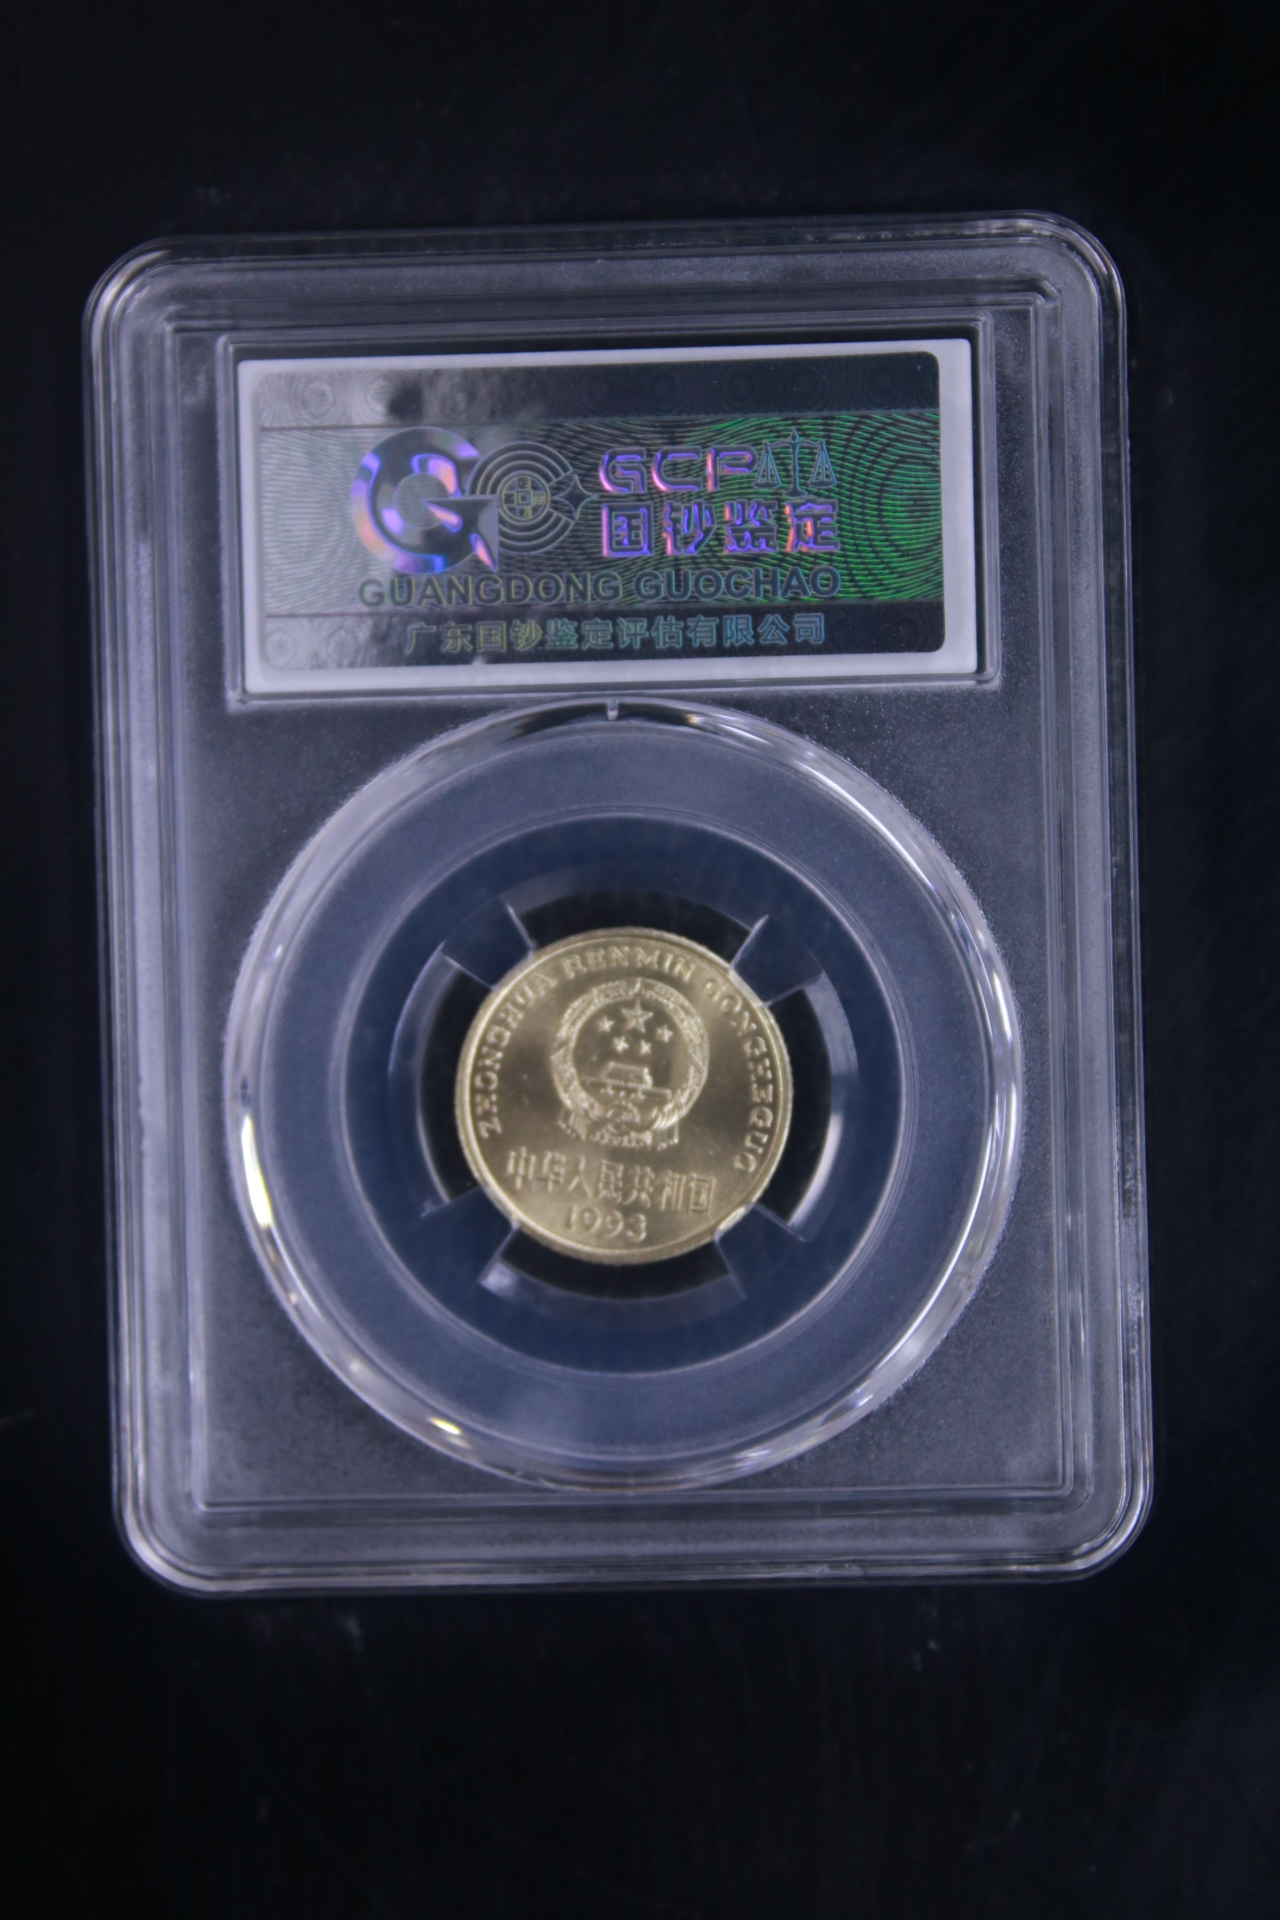 GCP
国钞鉴定
GUANGDONG GUOCHAO
广东国钞鉴定评估有限公司
ZHONGHUA RENMIN GONGHEGUO
中华人民共和国
1993